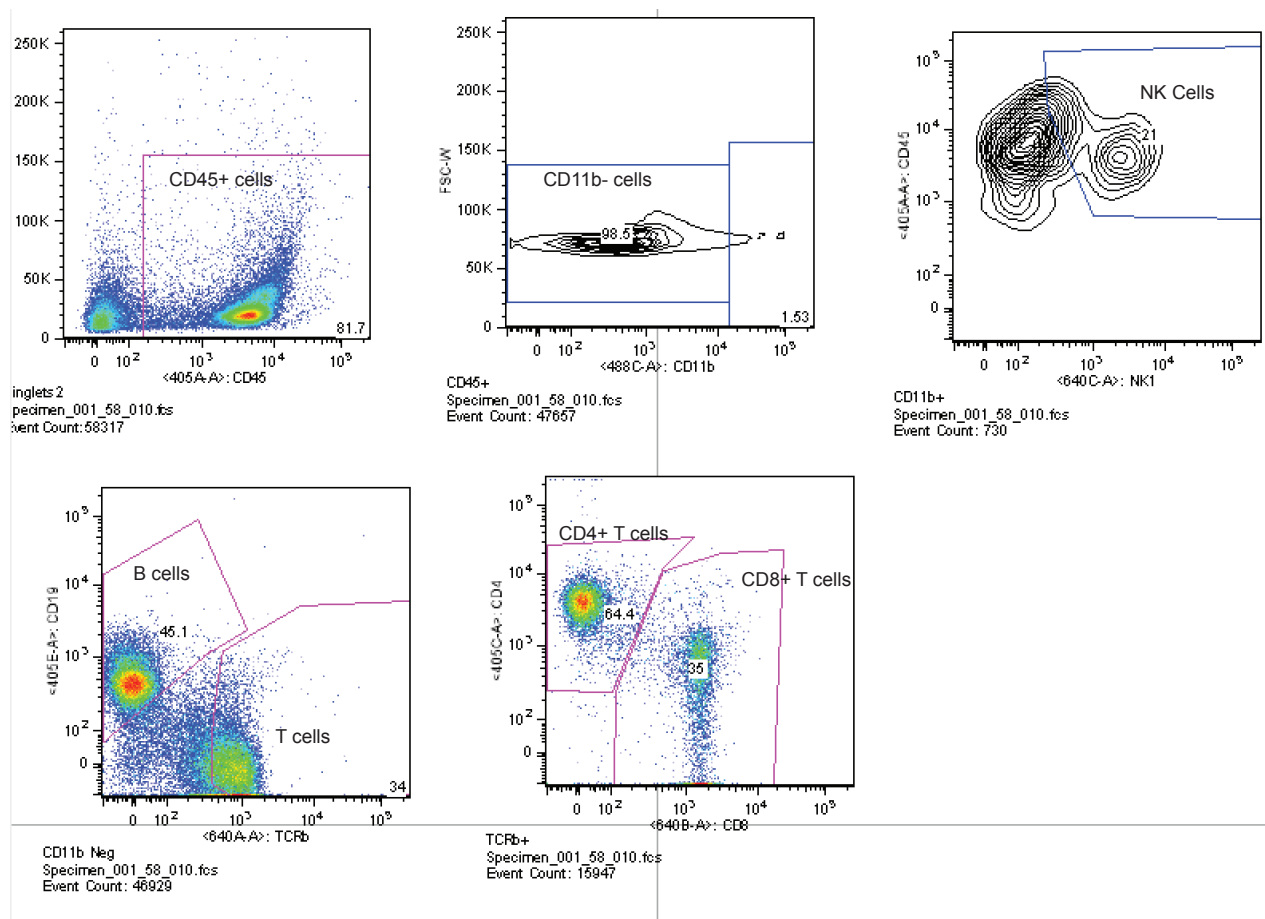 250K
200K
150K
100K
50K
0
CD45+ cells
81.7
0 10² 10³ 10⁴ 10⁵
<405A-A>: CD45
inglets 2
pecimen_001_58_010.fcs
Event Count: 58317
250K
200K
150K
100K
50K
0
FSC-W
CD11b- cells
98.5
1.53
0 10² 10³ 10⁴ 10⁵
<488C-A>: CD11b
CD45+
Specimen_001_58_010.fcs
Event Count: 47657
10⁵
10⁴
10³
10²
0
<405A-A>: CD45
NK Cells
21
0 10² 10³ 10⁴ 10⁵
<640C-A>: NK1
CD11b+
Specimen_001_58_010.fcs
Event Count: 730
10⁵
10⁴
10³
10²
0
<405E-A>: CD19
B cells
45.1
T cells
34
0 10² 10³ 10⁴ 10⁵
<640A-A>: TCRb
CD11b Neg
Specimen_001_58_010.fcs
Event Count: 46929
10⁵
10⁴
10³
10²
0
<405C-A>: CD4
CD4+ T cells
64.4
CD8+ T cells
35
0 10² 10³ 10⁴ 10⁵
<640B-A>: CD8
TCRb+
Specimen_001_58_010.fcs
Event Count: 15947